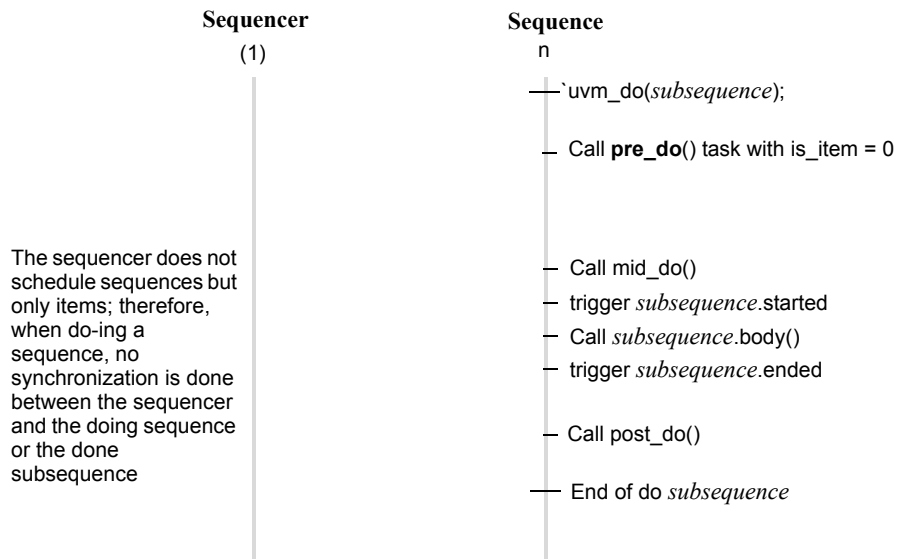 Sequencer
(1)
Sequence
n
`uvm_do(subsequence);
Call pre_do() task with is_item = 0
The sequencer does not
schedule sequences but
only items; therefore,
when do-ing a
sequence, no
synchronization is done
between the sequencer
and the doing sequence
or the done
subsequence
Call mid_do()
trigger subsequence.started
Call subsequence.body()
trigger subsequence.ended
Call post_do()
End of do subsequence